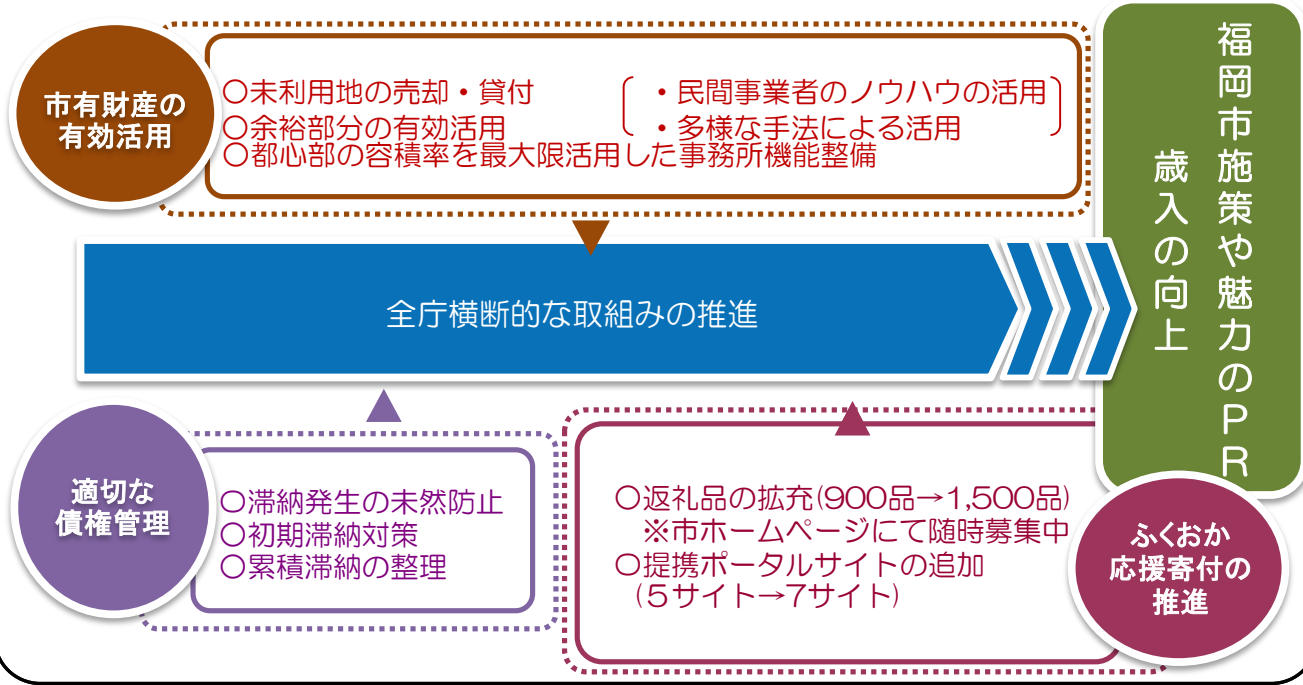 市有財産の
有効活用
○未利用地の売却・貸付
○余裕部分の有効活用
・民間事業者のノウハウの活用
・多様な手法による活用
○都心部の容積率を最大限活用した事務所機能整備
全庁横断的な取組みの推進
福岡市施策や魅力のPR
歳入の向上
適切な
債権管理
○滞納発生の未然防止
○初期滞納対策
○累積滞納の整理
○返礼品の拡充(900品→1,500品)
※市ホームページにて随時募集中
○提携ポータルサイトの追加
(5サイト→7サイト)
ふくおか
応援寄付の
推進